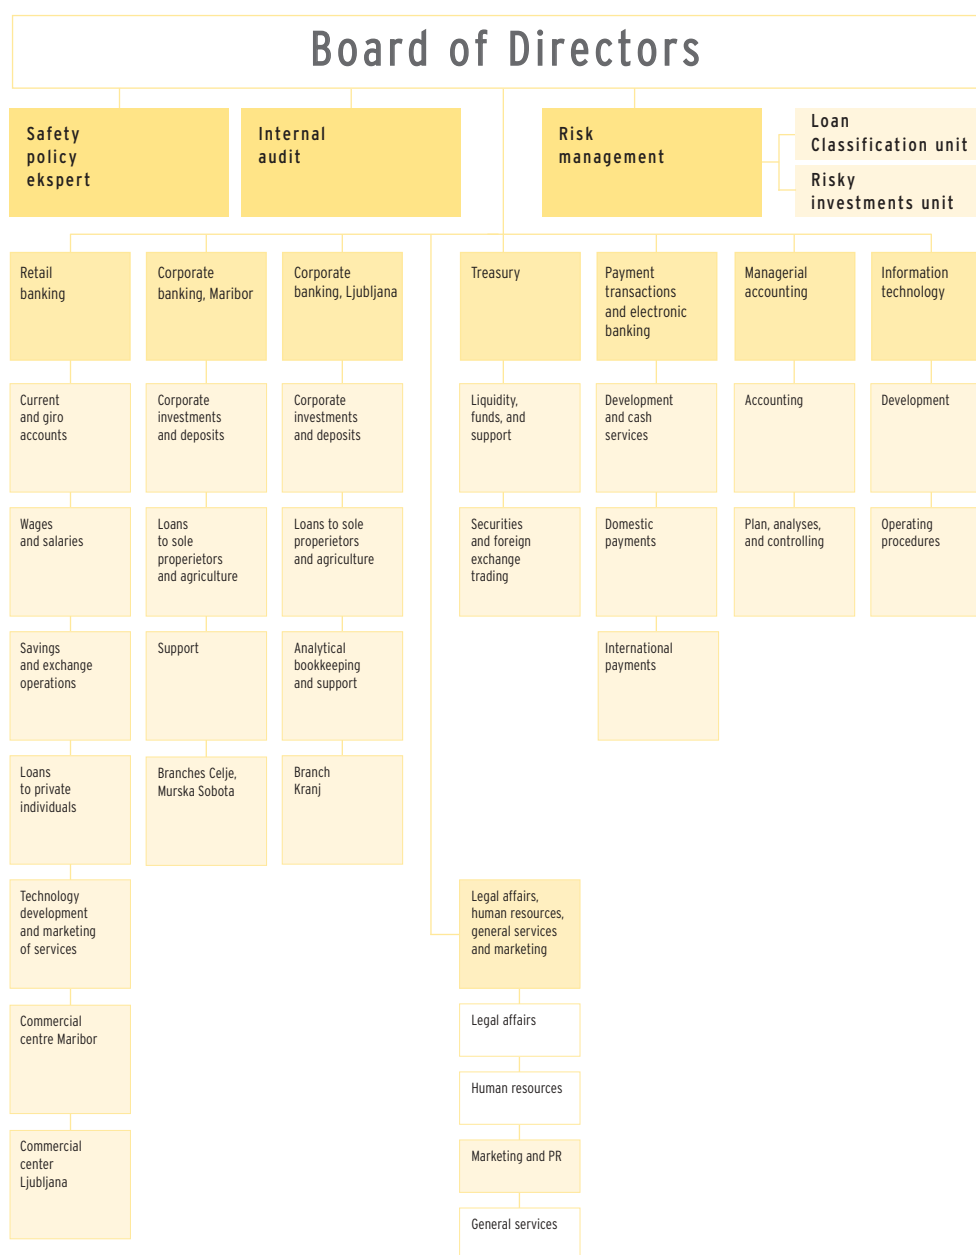 Board of Directors
Safety
policy
ekspert
Internal
audit
Risk
management
Loan
Classification unit
Risky
investments unit
Retail
banking
Corporate
banking, Maribor
Corporate
banking, Ljubljana
Treasury
Payment
transactions
and electronic
banking
Managerial
accounting
Information
technology
Current
and giro
accounts
Corporate
investments
and deposits
Corporate
investments
and deposits
Liquidity,
funds, and
support
Development
and cash
services
Accounting
Development
Wages
and salaries
Loans
to sole
properietors
and agriculture
Loans to sole
properietors
and agriculture
Securities
and foreign
exchange
trading
Domestic
payments
Plan, analyses,
and controlling
Operating
procedures
Savings
and exchange
operations
Support
Analytical
bookkeeping
and support
International
payments
Loans
to private
individuals
Branches Celje,
Murska Sobota
Branch
Kranj
Technology
development
and marketing
of services
Legal affairs,
human resources,
general services
and marketing
Commercial
centre Maribor
Legal affairs
Human resources
Commercial
center
Ljubljana
Marketing and PR
General services